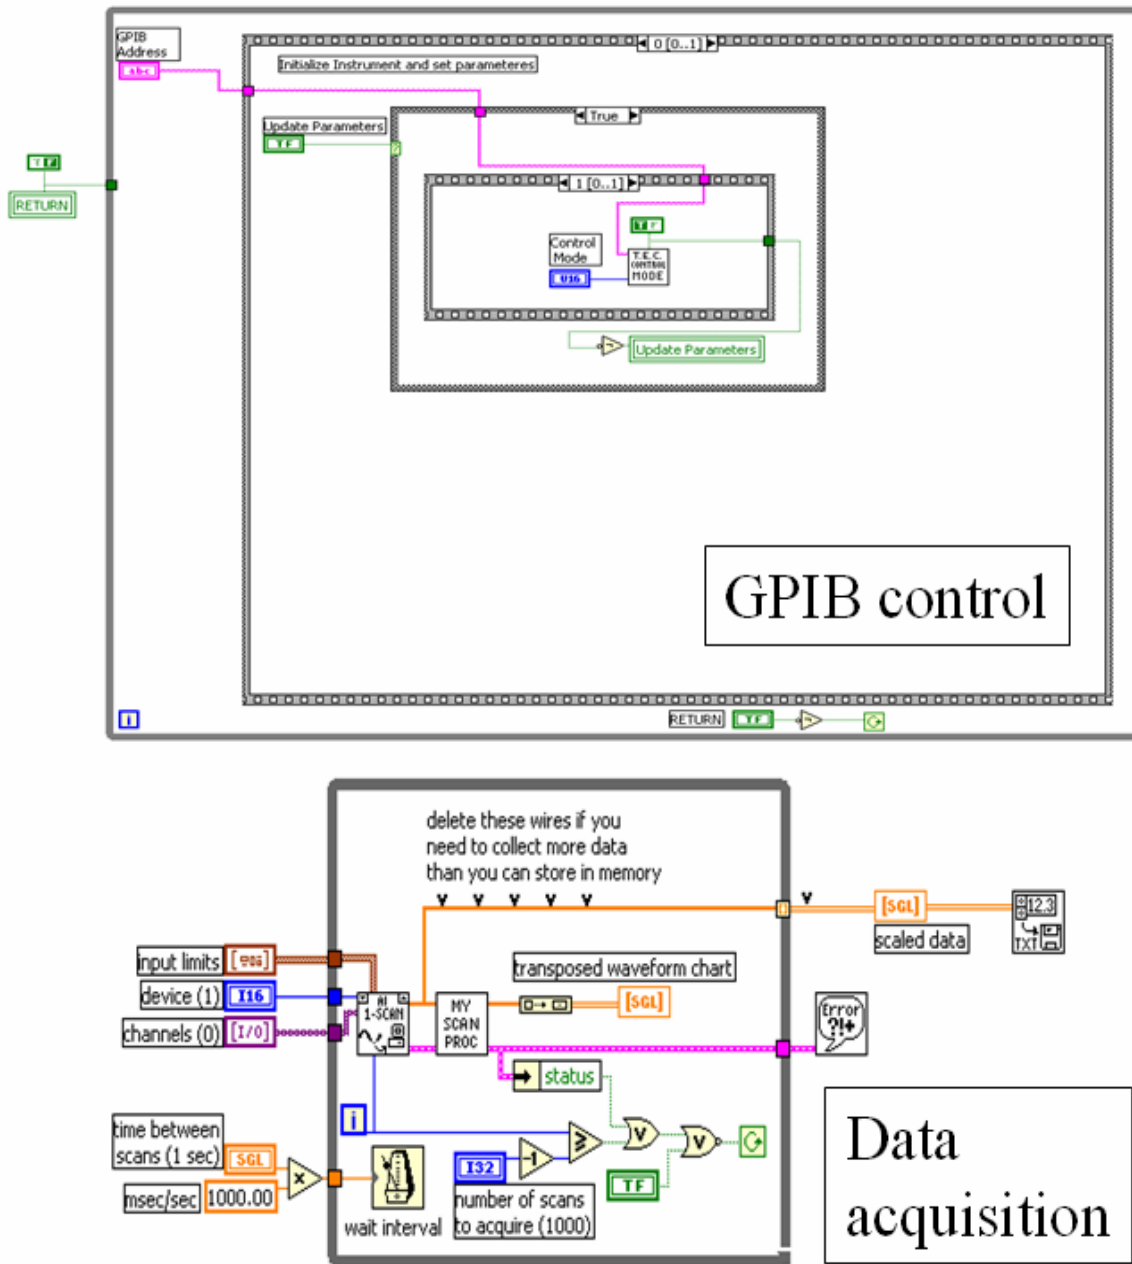 GPIB
Address
abc
0 [0..1]
Initialize Instrument and set parameteres
True
Update Parameters
TF
T F
RETURN
1 [0..1]
T F
Control
Mode
U16
T.E.C.
CONTROL
MODE
Update Parameters
GPIB control
i
RETURN
TF
delete these wires if you
need to collect more data
than you can store in memory
[SGL]
12.3
TXT
scaled data
input limits
transposed waveform chart
device (1)
I16
AI
1-SCAN
MY
SCAN
PROC
[SGL]
Error
?!+
channels (0)
[I/O]
status
i
time between
scans (1 sec)
SGL
x
msec/sec
1000.00
wait interval
I32
-1
≥
V
V
TF
number of scans
to acquire (1000)
Data
acquisition